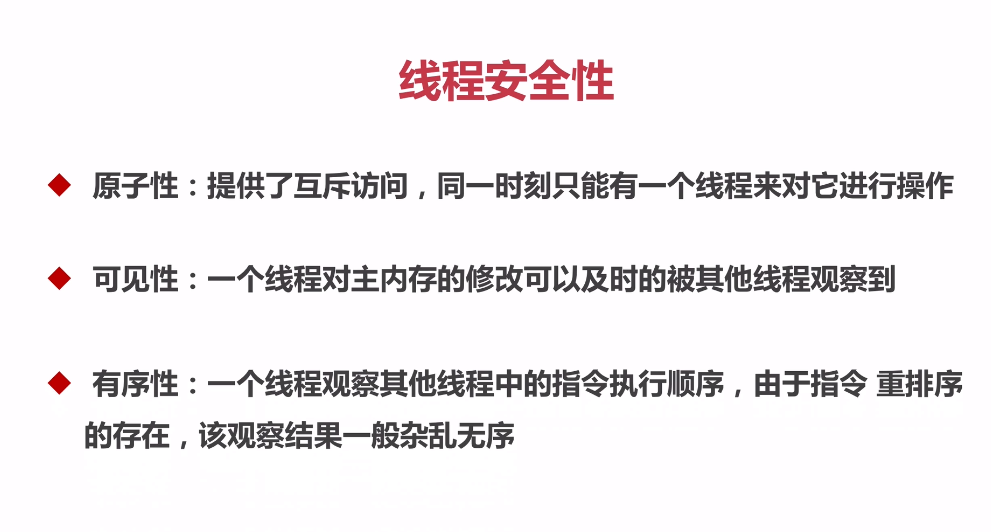 线程安全性
原子性：提供了互斥访问，同一时刻只能有一个线程来对它进行操作
可见性：一个线程对主内存的修改可以及时的被其他线程观察到
有序性：一个线程观察其他线程中的指令执行顺序，由于指令 重排序
的存在，该观察结果一般杂乱无序